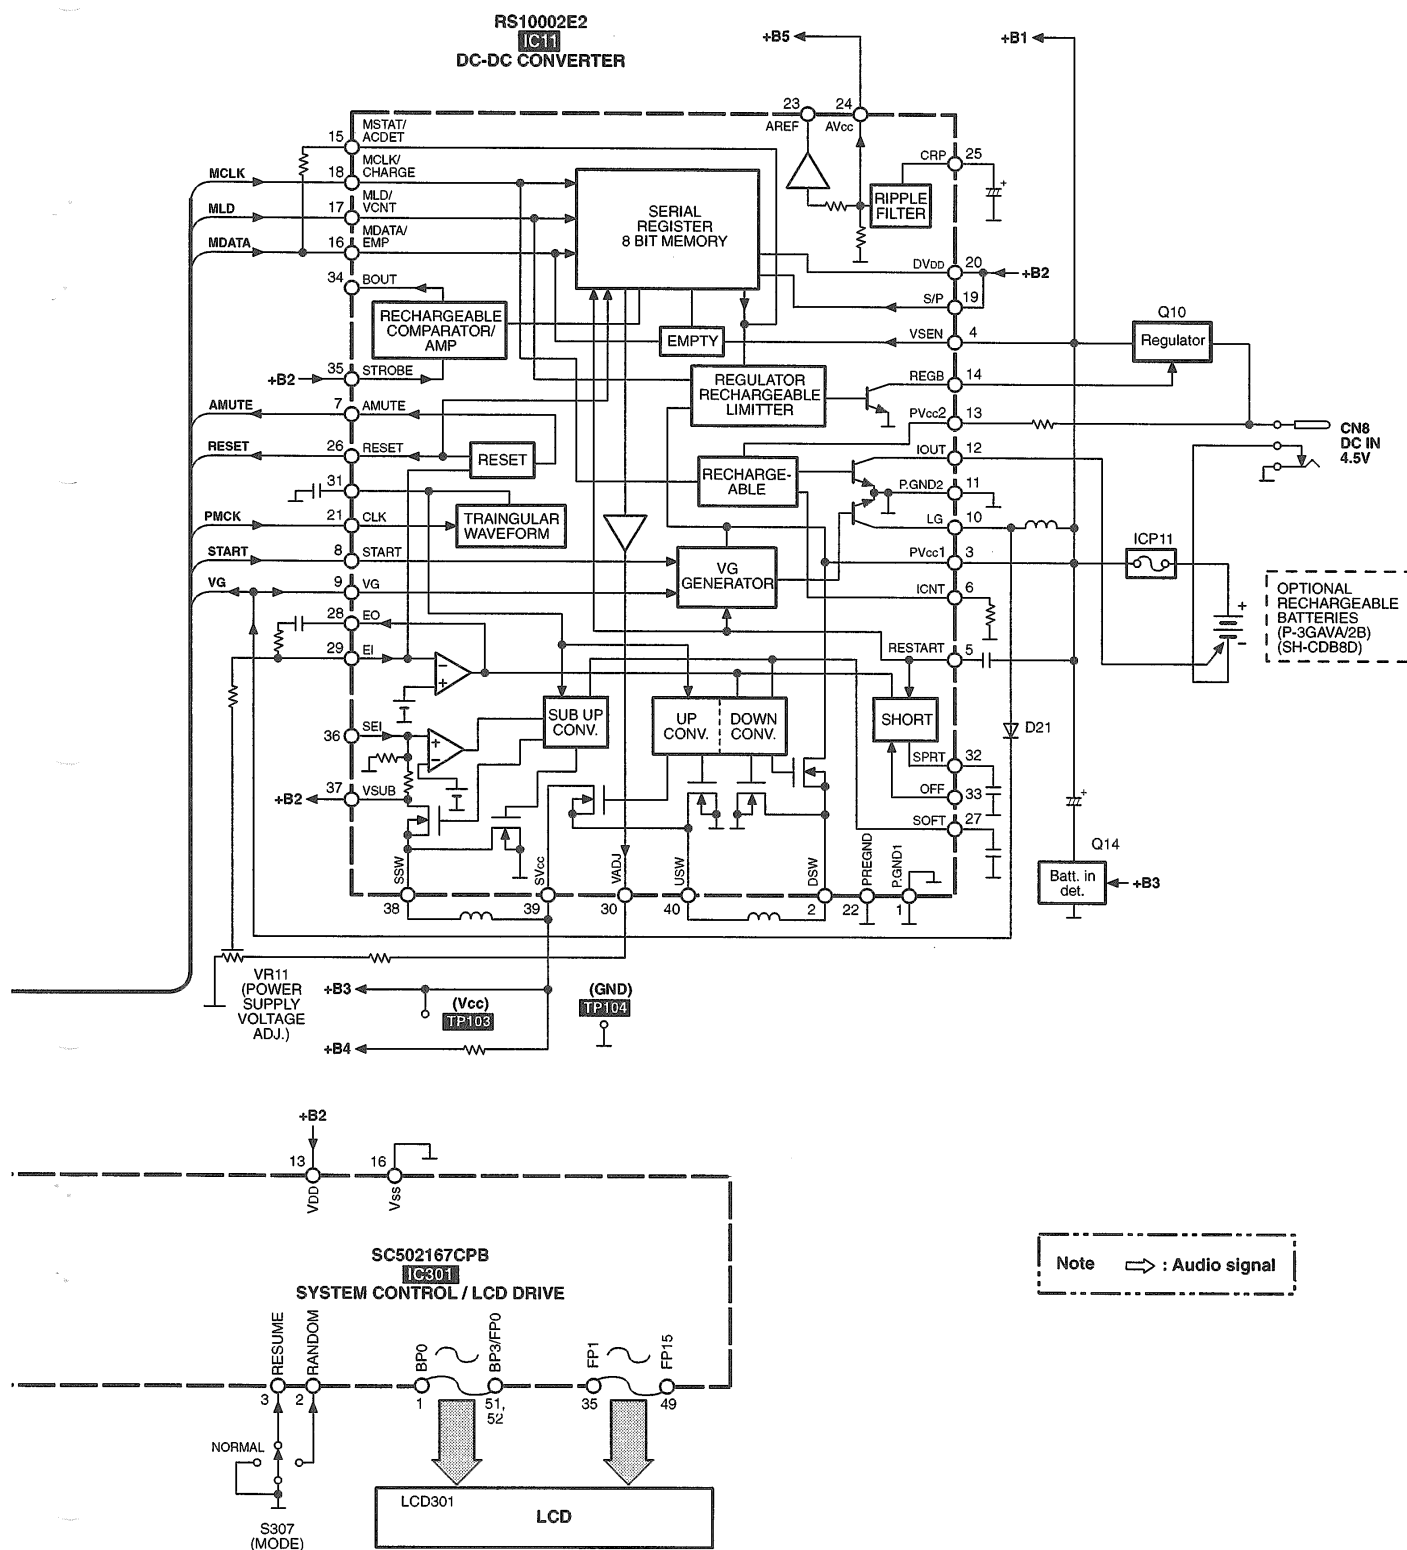 RS10002E2
IC11
DC-DC CONVERTER
+B5
+B1
23
24
AREF
AVcc
15
MSTAT/
ACDET
18
MCLK/
CHARGE
MCLK
17
MLD/
VCNT
MLD
16
MDATA/
EMP
MDATA
34
BOUT
SERIAL
REGISTER
8 BIT MEMORY
RIPPLE
FILTER
CRP
25
DVDD
20
+B2
S/P
19
VSEN
4
Q10
Regulator
RECHARGEABLE
COMPARATOR/
AMP
EMPTY
+B2
35
STROBE
REGULATOR
RECHARGEABLE
LIMITTER
REGB
14
AMUTE
7
AMUTE
PVcc2
13
CN8
DC IN
4.5V
RESET
26
RESET
RESET
RECHARGE-
ABLE
IOUT
12
31
P.GND2
11
PMCK
21
CLK
TRAINGULAR
WAVEFORM
LG
10
START
8
START
VG
GENERATOR
PVcc1
3
ICP11
VG
9
VG
ICNT
6
OPTIONAL
RECHARGEABLE
BATTERIES
(P-3GAVA/2B)
(SH-CDB8D)
+
−
28
EO
29
EI
RESTART
5
−
+
SUB UP
CONV.
UP
CONV.
DOWN
CONV.
SHORT
D21
36
SEI
+
−
SPRT
32
+B2
37
VSUB
OFF
33
+
SOFT
27
Q14
Batt. in
det.
+B3
SSW
SVcc
VADJ
USW
DSW
PREGND
P.GND1
38
39
30
40
2
22
1
VR11
(POWER
SUPPLY
VOLTAGE
ADJ.)
+B3
(Vcc)
TP103
(GND)
TP104
+B4
+B2
13
16
VDD
Vss
SC502167CPB
IC301
SYSTEM CONTROL / LCD DRIVE
Note : Audio signal
RESUME
RANDOM
BP0
BP3/FP0
FP1
FP15
3
2
1
51,
52
35
49
NORMAL
S307
(MODE)
LCD301
LCD